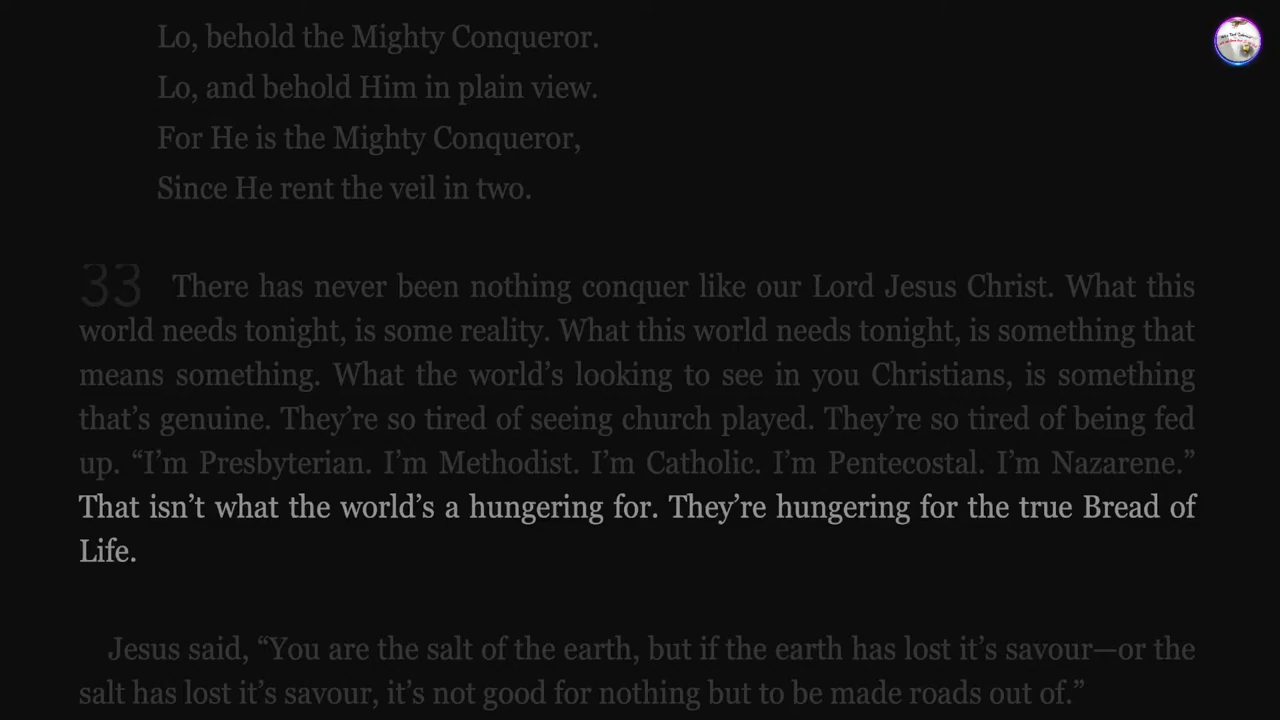 Lo, behold the Mighty Conqueror.
Lo, and behold Him in plain view.
For He is the Mighty Conqueror,
Since He rent the veil in two.
33 There has never been nothing conquer like our Lord Jesus Christ. What this
world needs tonight, is some reality. What this world needs tonight, is something that
means something. What the world’s looking to see in you Christians, is something
that’s genuine. They’re so tired of seeing church played. They’re so tired of being fed
up. “I’m Presbyterian. I’m Methodist. I’m Catholic. I’m Pentecostal. I’m Nazarene.”
That isn’t what the world’s a hungering for. They’re hungering for the true Bread of
Life.
Jesus said, “You are the salt of the earth, but if the earth has lost it’s savour—or the
salt has lost it’s savour, it’s not good for nothing but to be made roads out of.”